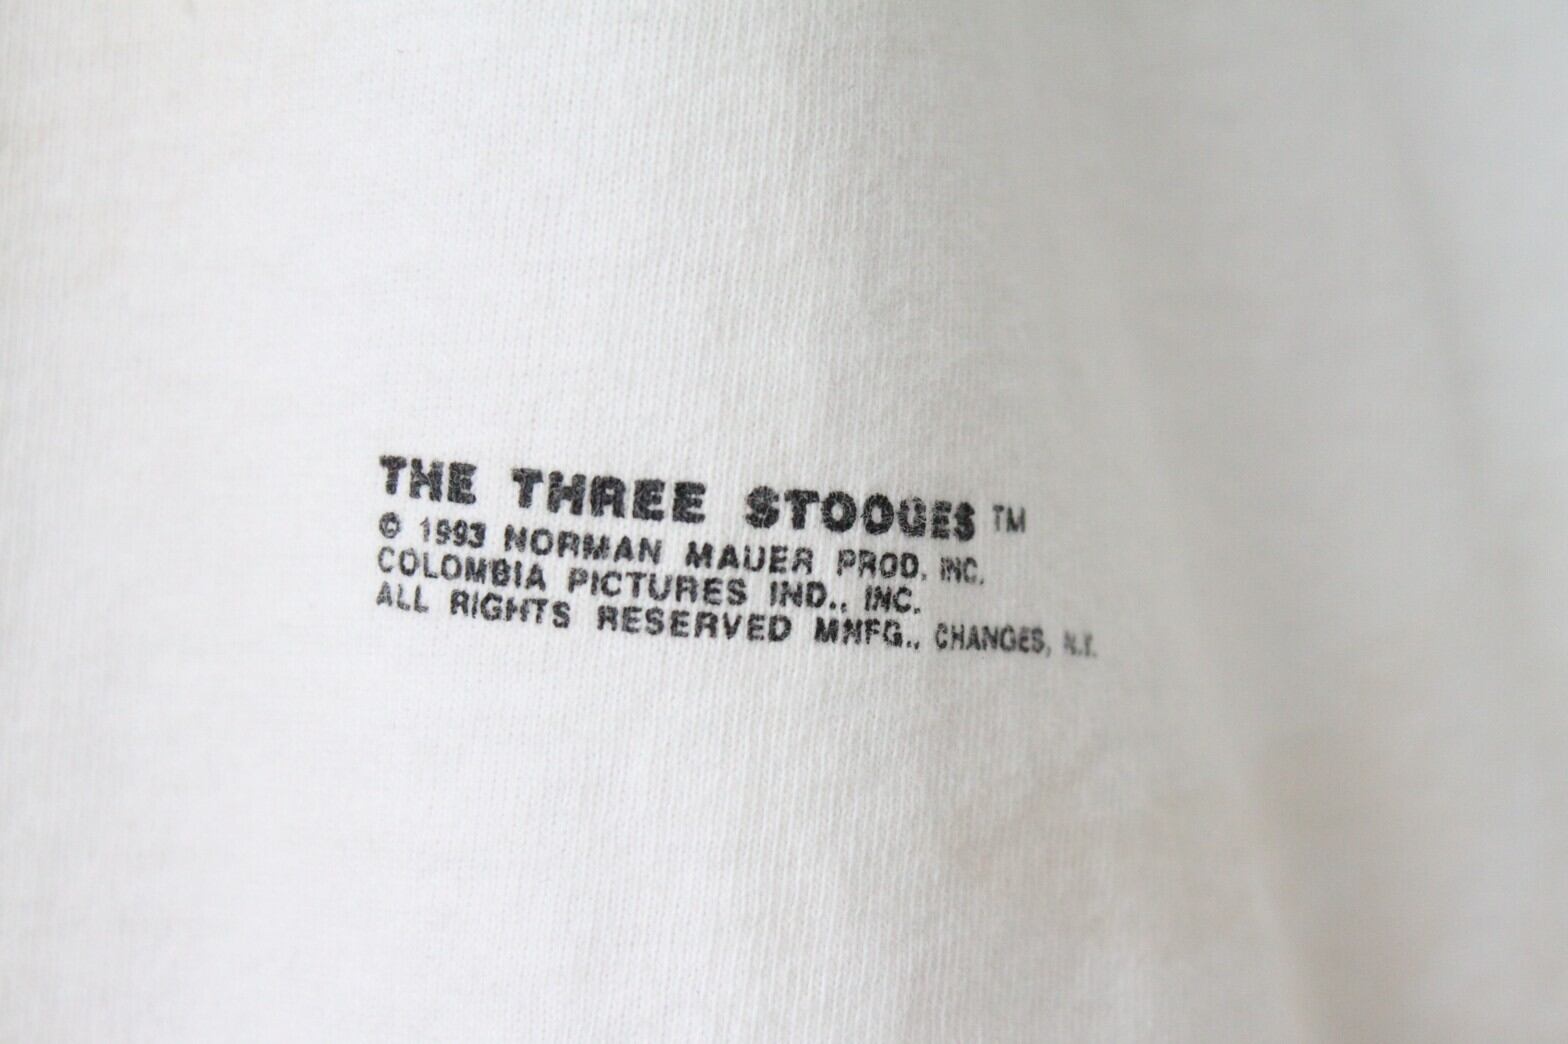 THE THREE STOOGES ™
© 1993 NORMAN MAUER PROD. INC.
COLOMBIA PICTURES IND., INC.
ALL RIGHTS RESERVED MNFG., CHANGES, N.Y.